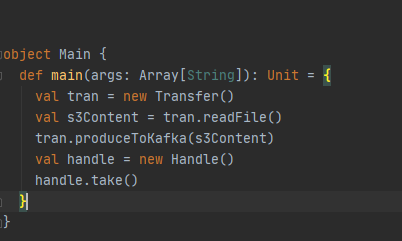 object Main {
  def main(args: Array[String]): Unit = {
    val tran = new Transfer()
    val s3Content = tran.readFile()
    tran.produceToKafka(s3Content)
    val handle = new Handle()
    handle.take()
  }
}